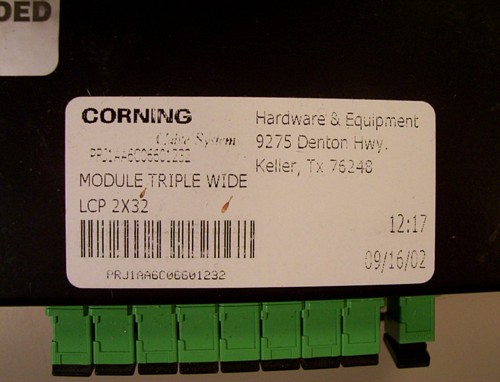 DED
CORNING
Cable System
PRJ1AA6C06601232
MODULE TRIPLE WIDE
LCP 2X32
PRJ1AA6C06601232
Hardware & Equipment
9275 Denton Hwy.
Keller, Tx 76248
12:17
09/16/02